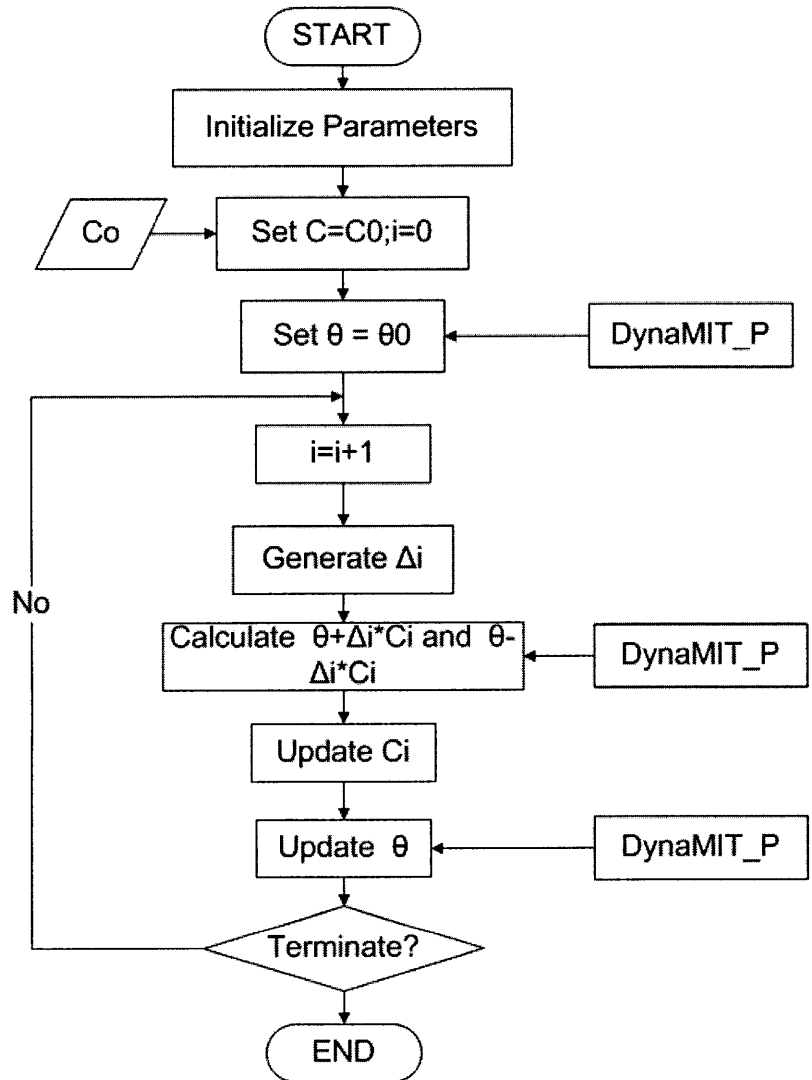 START
Initialize Parameters
Co
Set C=C0;i=0
Set θ = θ0
DynaMIT_P
i=i+1
Generate Δi
No
Calculate θ+Δi*Ci and θ-
Δi*Ci
DynaMIT_P
Update Ci
Update θ
DynaMIT_P
Terminate?
END